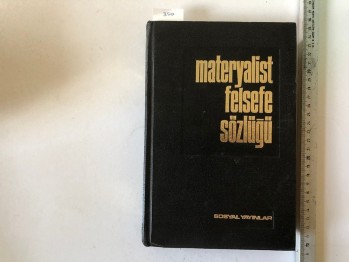 materyalist
felsefe
sözlüğü
SOSYAL YAYINLAR